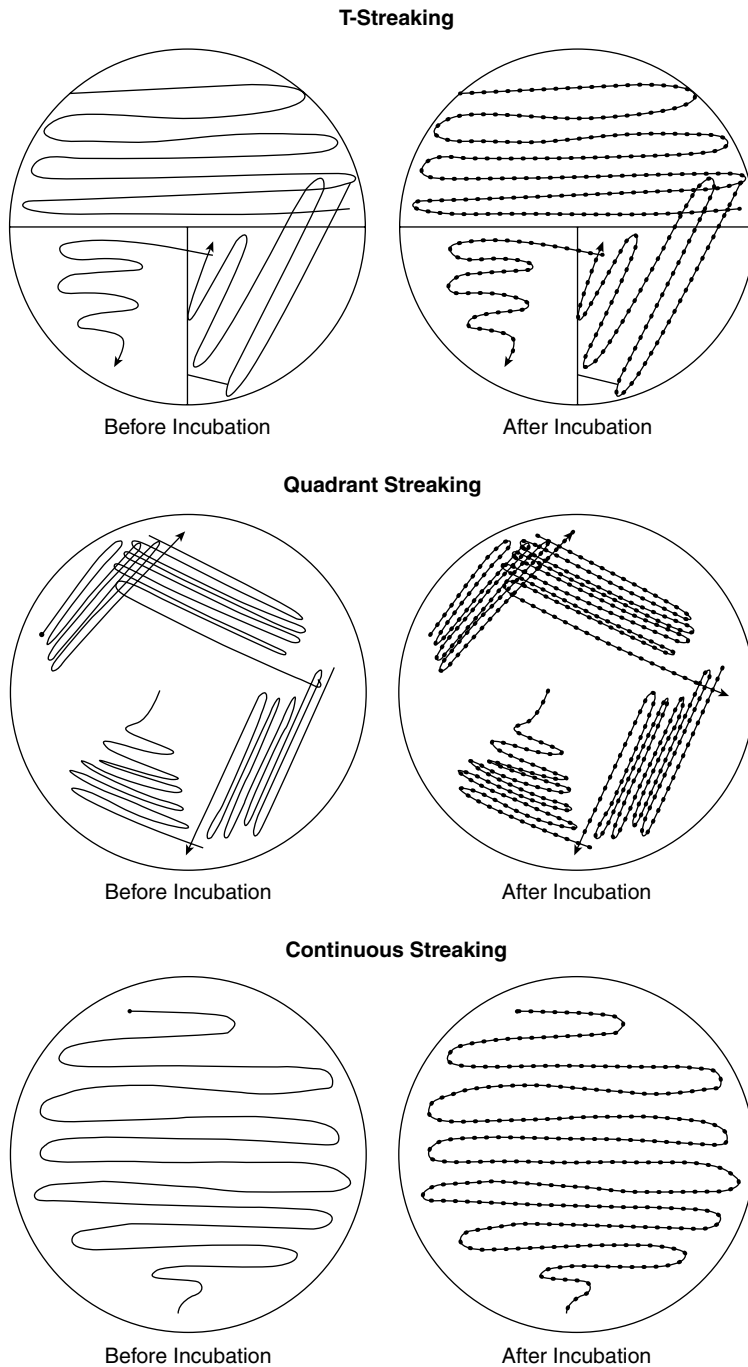 T-Streaking
Before Incubation
After Incubation
Quadrant Streaking
Before Incubation
After Incubation
Continuous Streaking
Before Incubation
After Incubation